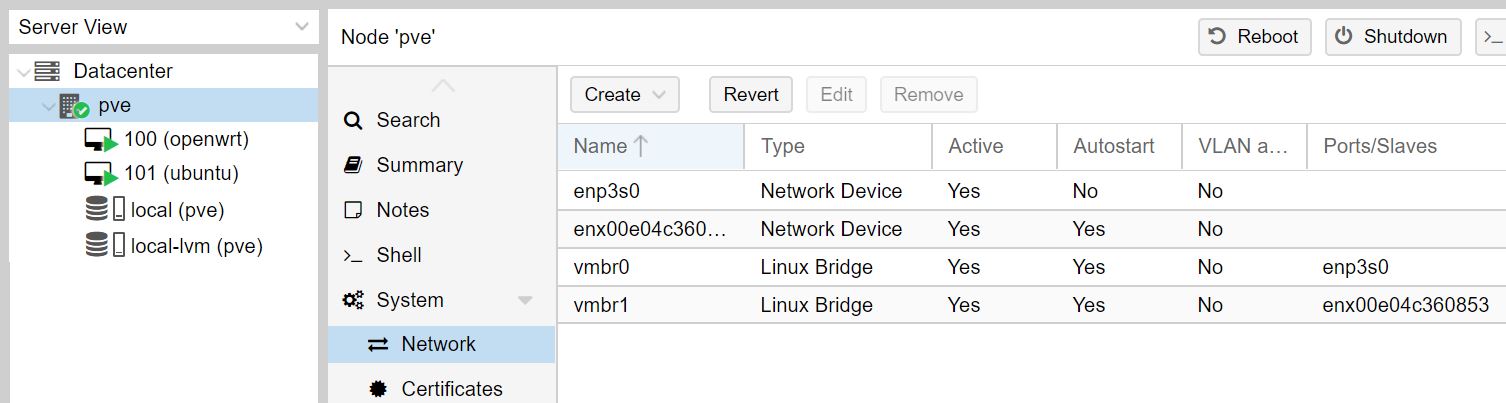 Server View
Datacenter
pve
100 (openwrt)
101 (ubuntu)
local (pve)
local-lvm (pve)
Node 'pve'
Reboot
Shutdown
Search
Summary
Notes
Shell
System
Network
Certificates
Create
Revert
Edit
Remove
Name Type Active Autostart VLAN a... Ports/Slaves
enp3s0 Network Device Yes No No
enx00e04c360... Network Device Yes Yes No
vmbr0 Linux Bridge Yes Yes No enp3s0
vmbr1 Linux Bridge Yes Yes No enx00e04c360853